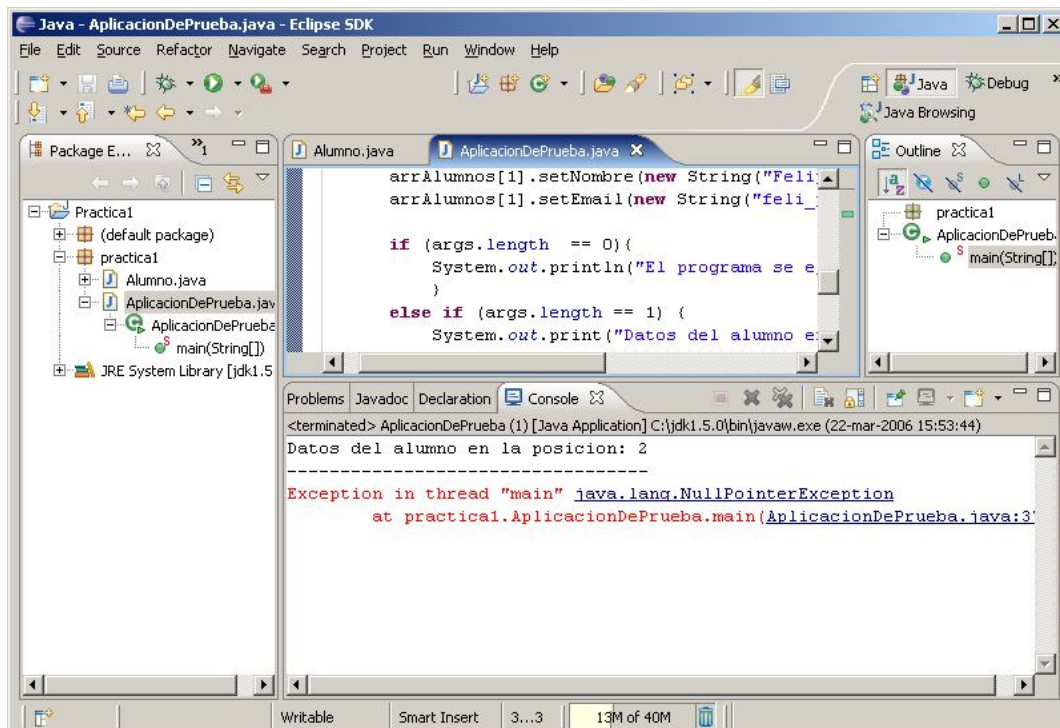 Java - AplicacionDePrueba.java - Eclipse SDK
File Edit Source Refactor Navigate Search Project Run Window Help
Java Debug
Java Browsing
Package E... »1
Practica1
(default package)
practica1
Alumno.java
AplicacionDePrueba.jav
AplicacionDePrueba
main(String[])
JRE System Library [jdk1.5
Alumno.java AplicacionDePrueba.java
arrAlumnos[1].setNombre(new String("Feli
arrAlumnos[1].setEmail(new String("feli_
if (args.length == 0){
System.out.println("El programa se e
}
else if (args.length == 1) {
System.out.print("Datos del alumno e
Outline
practica1
AplicacionDePrueb
main(String[])
Problems Javadoc Declaration Console
<terminated> AplicacionDePrueba (1) [Java Application] C:\jdk1.5.0\bin\javaw.exe (22-mar-2006 15:53:44)
Datos del alumno en la posicion: 2
----------------------------------
Exception in thread "main" java.lang.NullPointerException
at practica1.AplicacionDePrueba.main(AplicacionDePrueba.java:3
Writable Smart Insert 3...3 13M of 40M